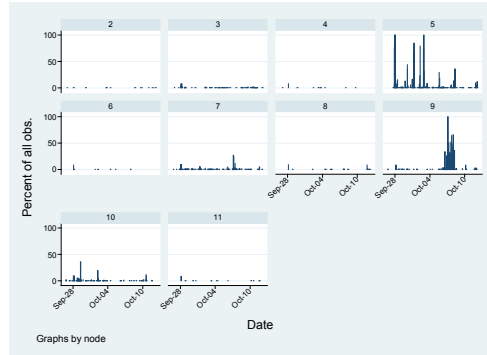 2 3 4 5
100
50
0
6 7 8 9
100
50
0
Sep-28 Oct-04 Oct-10 Sep-28 Oct-04 Oct-10
10 11
100
50
0
Sep-28 Oct-04 Oct-10 Sep-28 Oct-04 Oct-10
Percent of all obs.
Date
Graphs by node